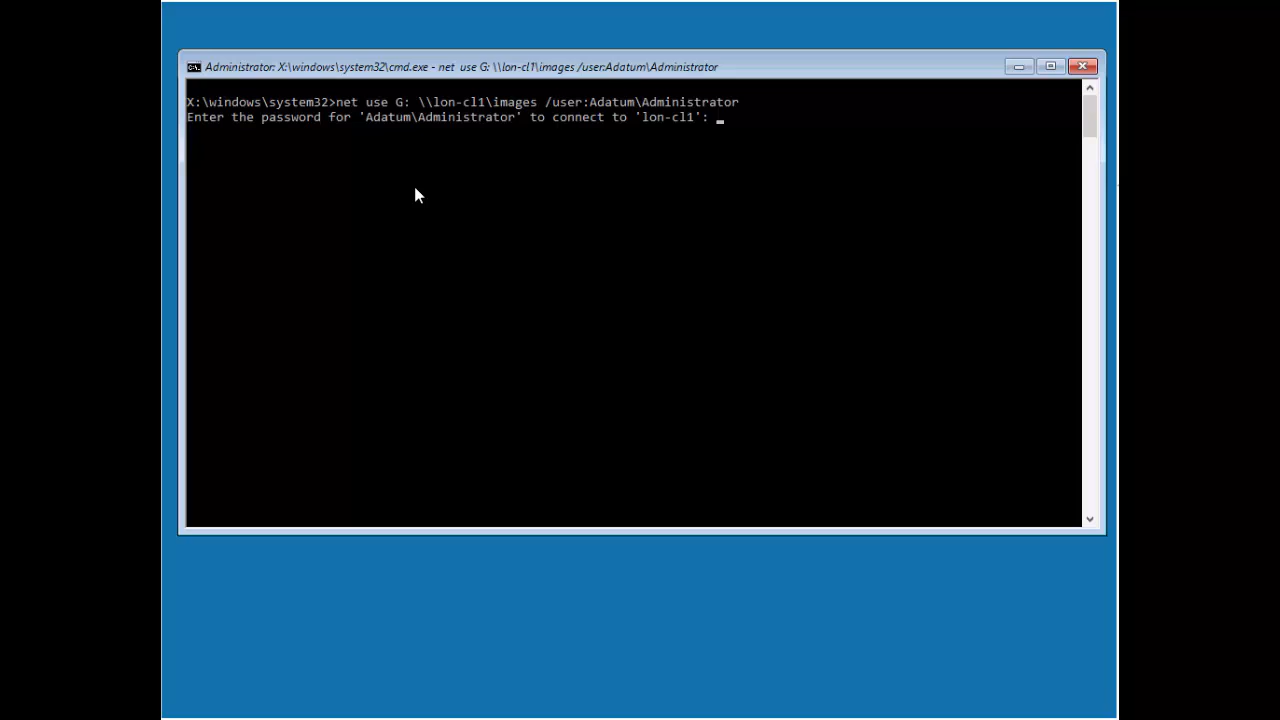 Administrator: X:\windows\system32\cmd.exe - net  use G: \\lon-cl1\images /user:Adatum\Administrator
X:\windows\system32>net use G: \\lon-cl1\images /user:Adatum\Administrator
Enter the password for 'Adatum\Administrator' to connect to 'lon-cl1': _